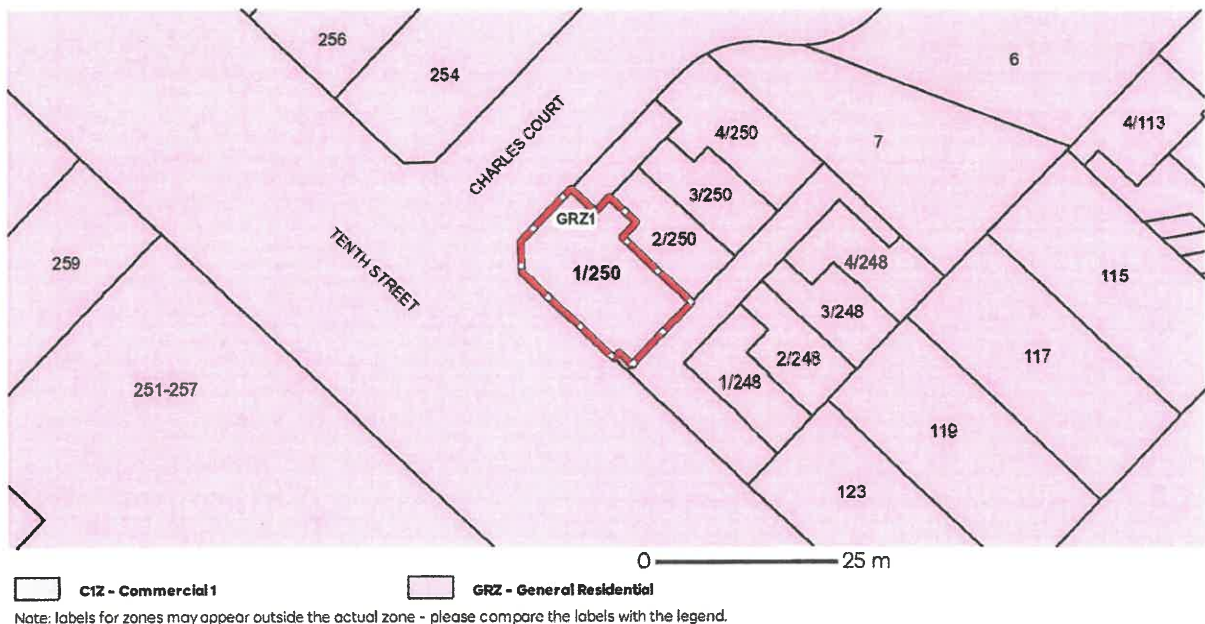 256
254
6
4/113
CHARLES COURT
4/250
7
3/250
GRZ1
2/250
TENTH STREET
259
1/250
4/248
115
3/248
117
2/248
251-257
1/248
119
123
0 25 m
C1Z - Commercial 1
GRZ - General Residential
Note: labels for zones may appear outside the actual zone - please compare the labels with the legend.